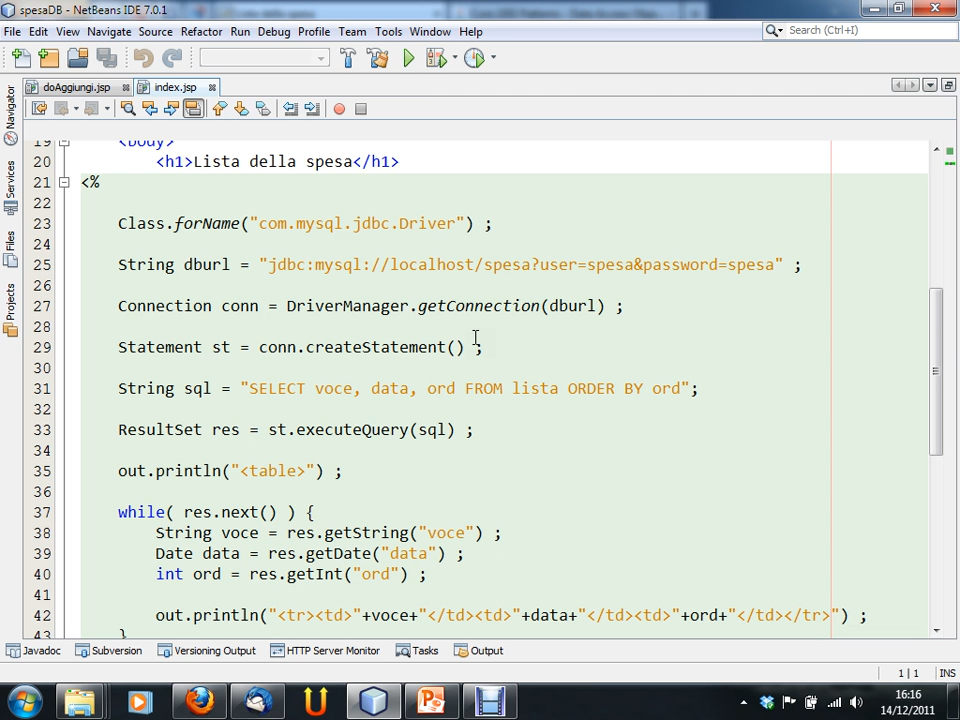 spesaDB - NetBeans IDE 7.0.1
File Edit View Navigate Source Refactor Run Debug Profile Team Tools Window Help
Search (Ctrl+I)
doAggiungi.jsp index.jsp
Navigator
Services
Files
Projects
19 <body>
20 <h1>Lista della spesa</h1>
21 <%
22
23 Class.forName("com.mysql.jdbc.Driver") ;
24
25 String dburl = "jdbc:mysql://localhost/spesa?user=spesa&password=spesa" ;
26
27 Connection conn = DriverManager.getConnection(dburl) ;
28
29 Statement st = conn.createStatement() ;
30
31 String sql = "SELECT voce, data, ord FROM lista ORDER BY ord";
32
33 ResultSet res = st.executeQuery(sql) ;
34
35 out.println("<table>") ;
36
37 while( res.next() ) {
38 String voce = res.getString("voce") ;
39 Date data = res.getDate("data") ;
40 int ord = res.getInt("ord") ;
41
42 out.println("<tr><td>"+voce+"</td><td>"+data+"</td><td>"+ord+"</td></tr>") ;
43 }
Javadoc Subversion Versioning Output HTTP Server Monitor Tasks Output
1 | 1 INS
16:16
14/12/2011